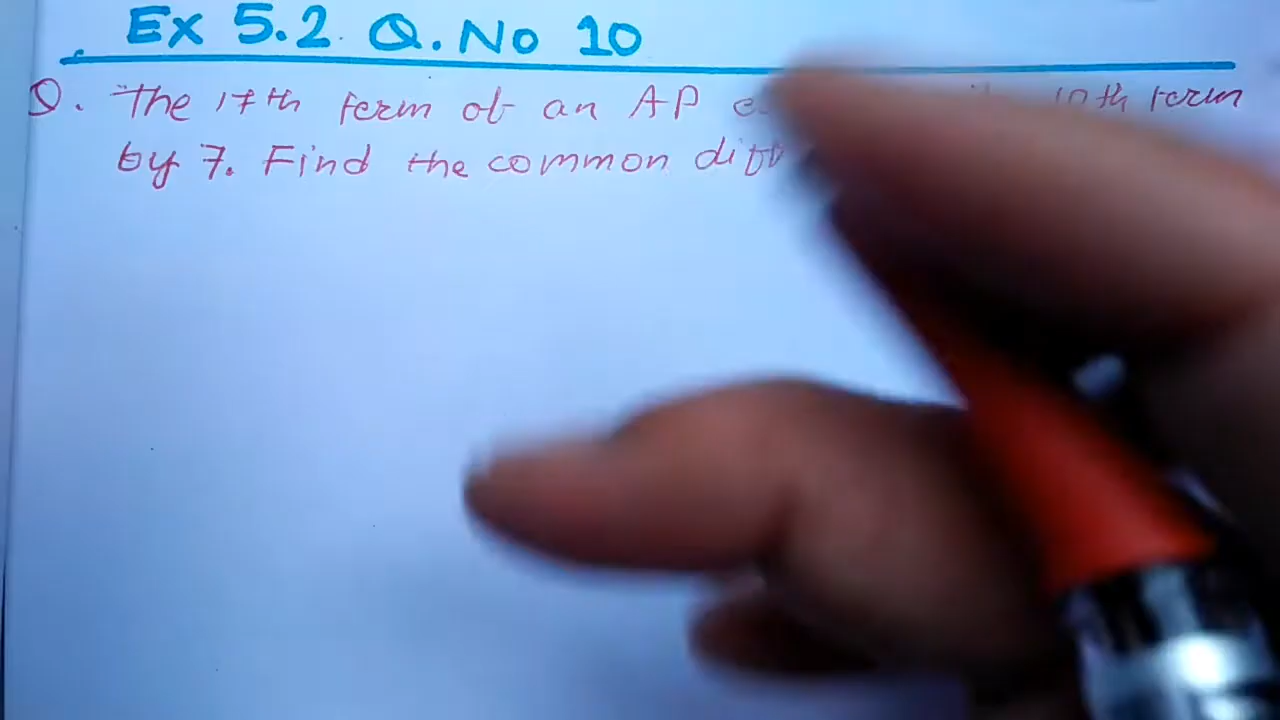 Ex 5.2. Q. No 10
Q. The 17th term of an AP 10th term
by 7. Find the common